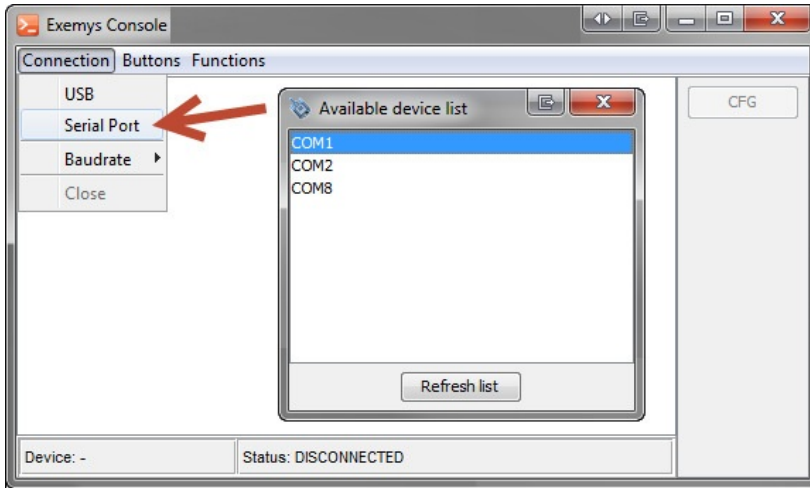 Exemys Console
Connection Buttons Functions
USB
Serial Port
Baudrate
Close
Available device list
COM1
COM2
COM8
Refresh list
CFG
Device: -
Status: DISCONNECTED